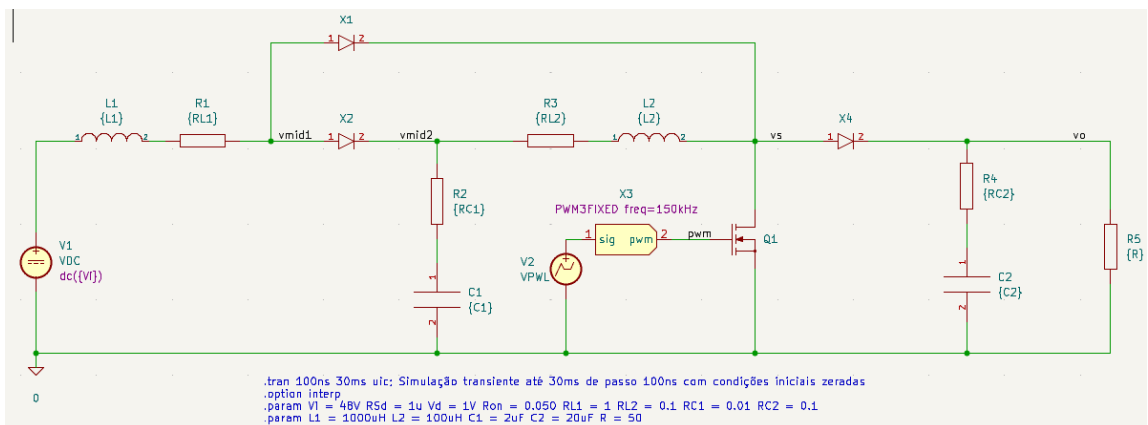 X1
1 2
L1
{L1}
1 2
R1
{RL1}
vmid1
X2
1 2
vmid2
R3
{RL2}
L2
{L2}
1 2
vs
X4
1 2
vo
R2
{RC1}
X3
PWM3FIXED freq=150kHz
1 sig pwm 2
pwm
Q1
R4
{RC2}
V1
VDC
dc({VI})
V2
VPWL
R5
{R}
1
C1
{C1}
2
1
C2
{C2}
2
0
.tran 100ns 30ms uic; Simulação transiente até 30ms de passo 100ns com condições iniciais zeradas
.option interp
.param VI = 48V RSd = 1u Vd = 1V Ron = 0.050 RL1 = 1 RL2 = 0.1 RC1 = 0.01 RC2 = 0.1
.param L1 = 1000uH L2 = 100uH C1 = 2uF C2 = 20uF R = 50